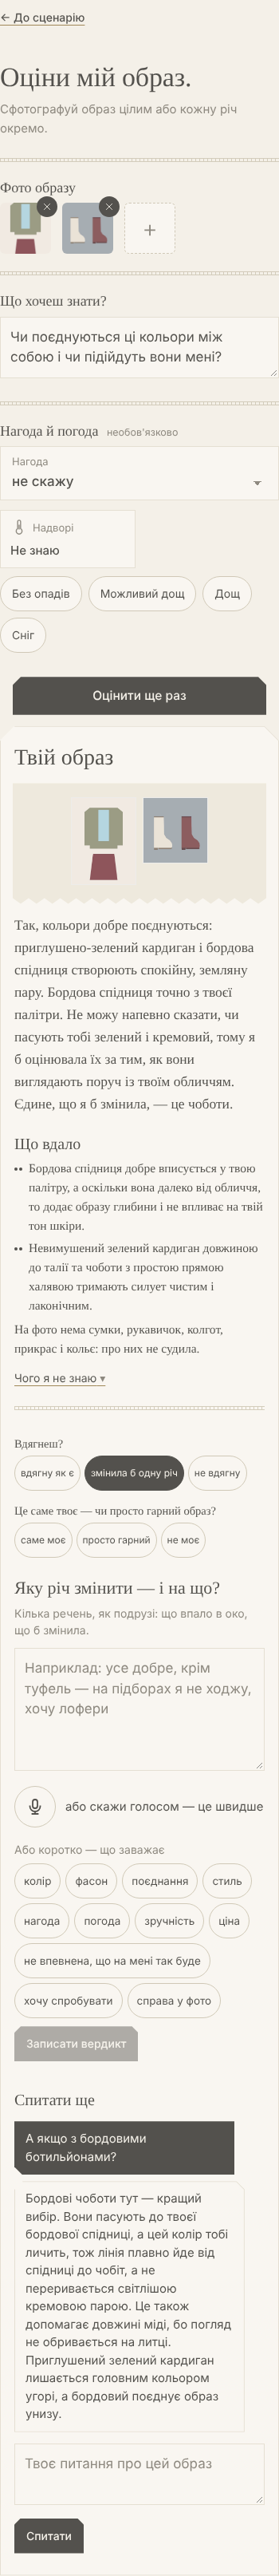 ← До сценарію
Оціни мій образ.
Сфотографуй образ цілим або кожну річ
окремо.
Фото образу
Що хочеш знати?
Чи поєднуються ці кольори між
собою і чи підійдуть вони мені?
Нагода й погода необов'язково
Нагода
не скажу
Надворі
Не знаю
Без опадів Можливий дощ Дощ
Сніг
Оцінити ще раз
Твій образ
Так, кольори добре поєднуються:
приглушено-зелений кардиган і бордова
спідниця створюють спокійну, земляну
пару. Бордова спідниця точно з твоєї
палітри. Не можу напевно сказати, чи
пасують тобі зелений і кремовий, тому я
б оцінювала їх за тим, як вони
виглядають поруч із твоїм обличчям.
Єдине, що я б змінила, — це чоботи.
Що вдало
Бордова спідниця добре вписується у твою
палітру, а оскільки вона далеко від обличчя,
то додає образу глибини і не впливає на твій
тон шкіри.
Невимушений зелений кардиган довжиною
до талії та чоботи з простою прямою
халявою тримають силует чистим і
лаконічним.
На фото нема сумки, рукавичок, колгот,
прикрас і кольє: про них не судила.
Чого я не знаю ▾
Вдягнеш?
вдягну як є змінила б одну річ не вдягну
Це саме твоє — чи просто гарний образ?
саме моє просто гарний не моє
Яку річ змінити — і на що?
Кілька речень, як подрузі: що впало в око,
що б змінила.
Наприклад: усе добре, крім
туфель — на підборах я не ходжу,
хочу лофери
або скажи голосом — це швидше
Або коротко — що заважає
колір фасон поєднання стиль
нагода погода зручність ціна
не впевнена, що на мені так буде
хочу спробувати справа у фото
Записати вердикт
Спитати ще
А якщо з бордовими
ботильйонами?
Бордові чоботи тут — кращий
вибір. Вони пасують до твоєї
бордової спідниці, а цей колір тобі
личить, тож лінія плавно йде від
спідниці до чобіт, а не
переривається світлішою
кремовою парою. Це також
допомагає довжині міді, бо погляд
не обривається на литці.
Приглушений зелений кардиган
лишається головним кольором
угорі, а бордовий поєднує образ
унизу.
Твоє питання про цей образ
Спитати